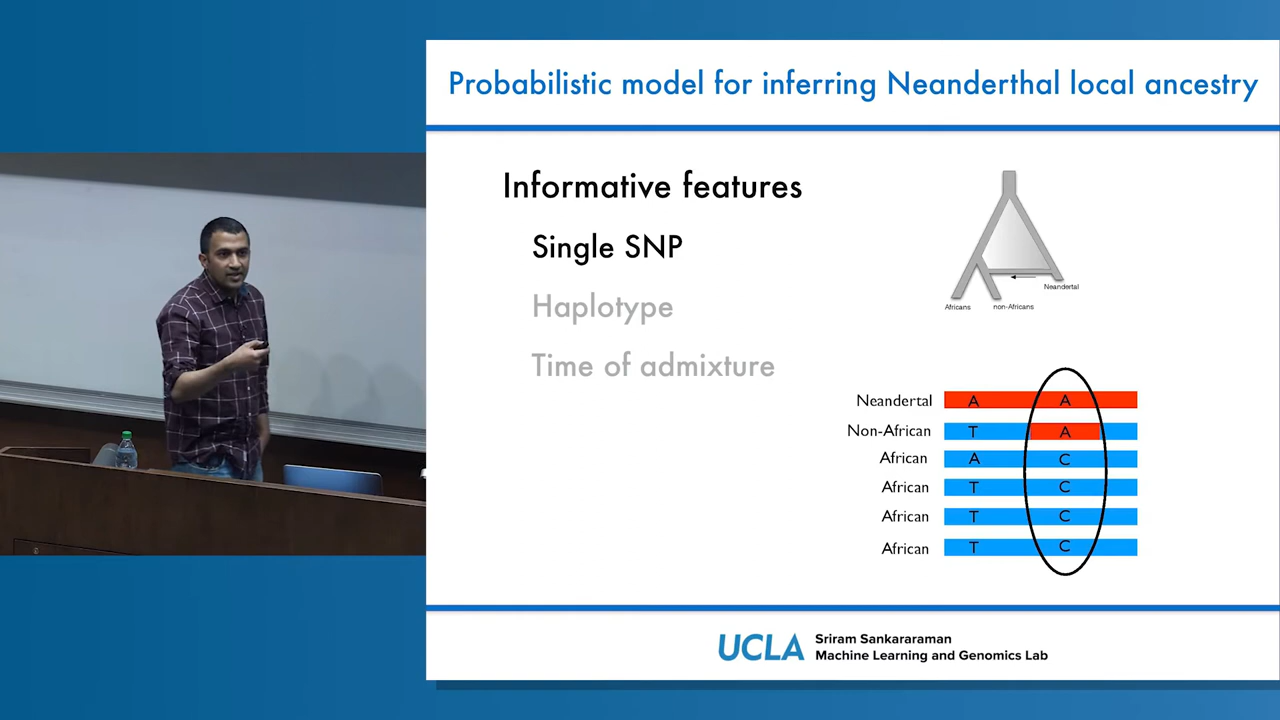 Probabilistic model for inferring Neanderthal local ancestry
Informative features
Single SNP
Haplotype
Time of admixture
Neandertal
Africans
non-Africans
Neandertal A A
Non-African T A
African A C
African T C
African T C
African T C
UCLA
Sriram Sankararaman
Machine Learning and Genomics Lab